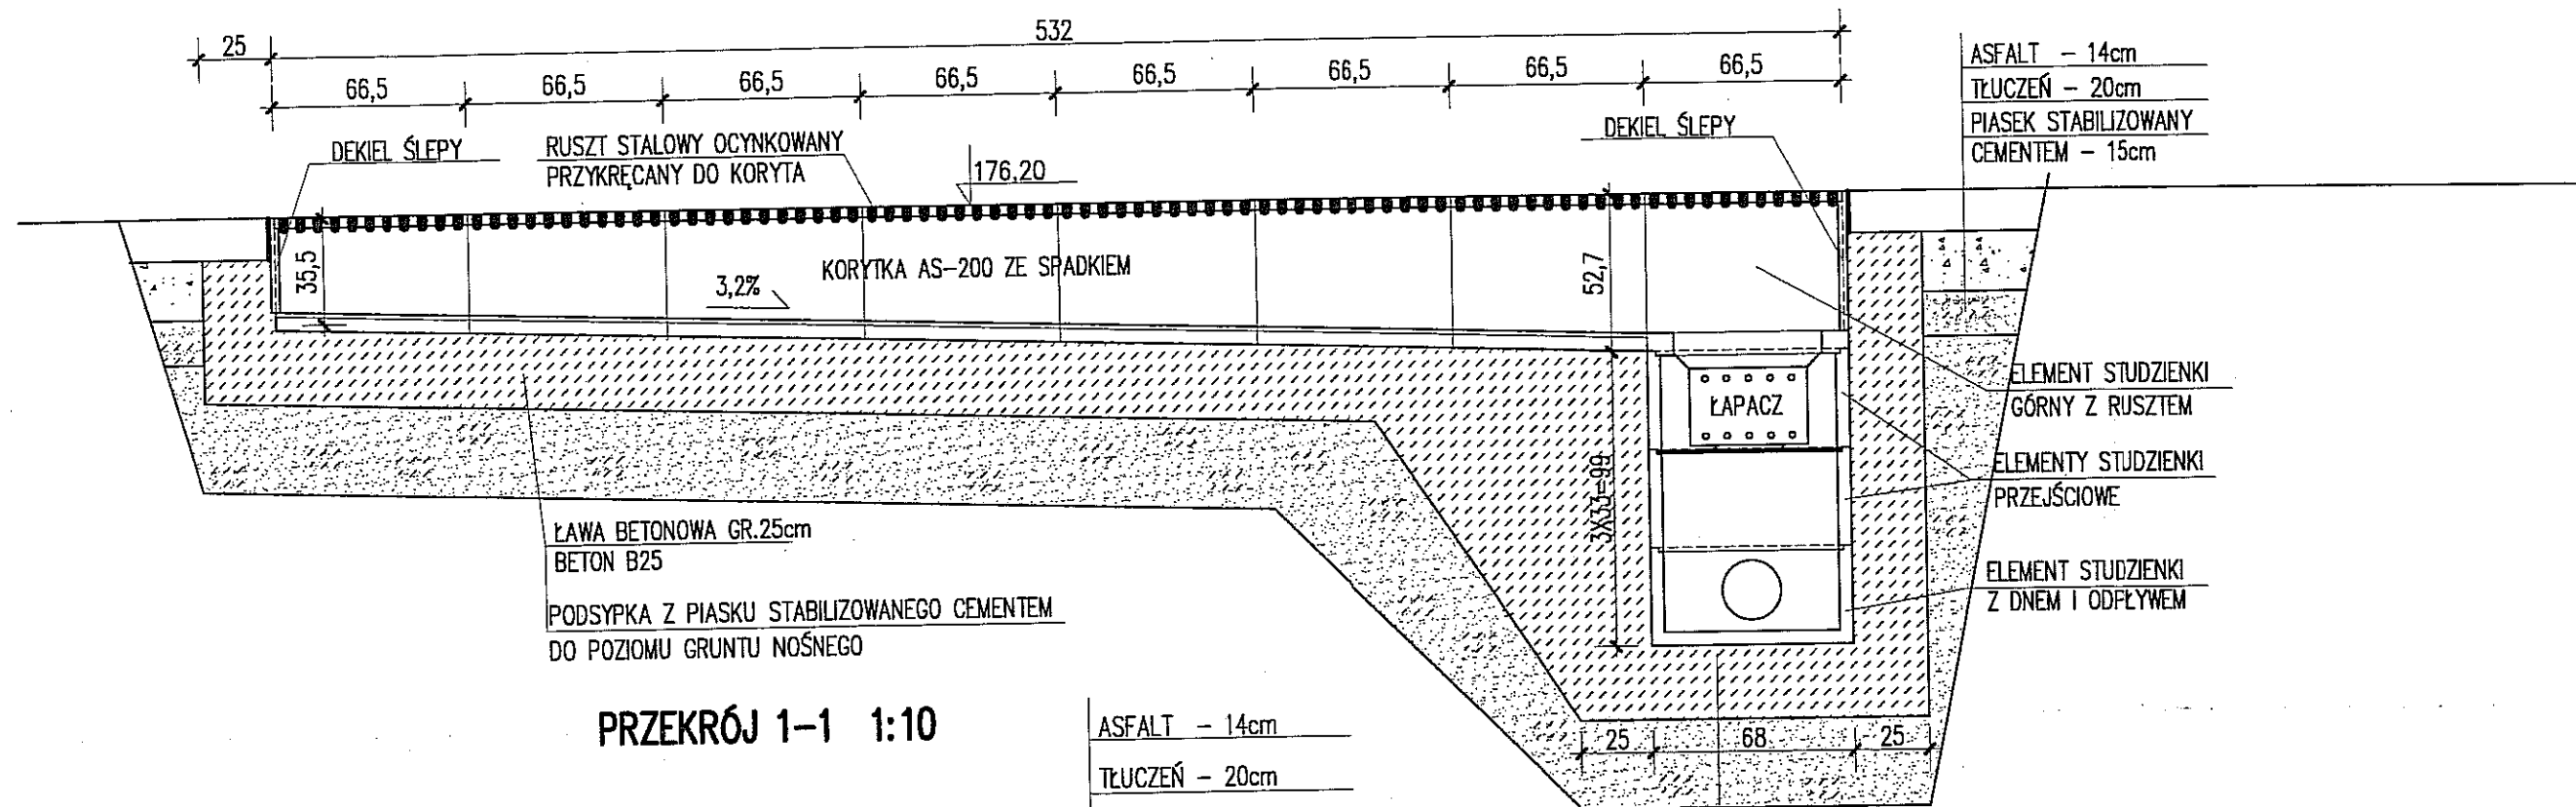 25
532
66,5
66,5
66,5
66,5
66,5
66,5
66,5
66,5
ASFALT – 14cm
TŁUCZEŃ – 20cm
PIASEK STABILIZOWANY
CEMENTEM – 15cm
DEKIEL ŚLEPY
RUSZT STALOWY OCYNKOWANY
PRZYKRĘCANY DO KORYTA
176,20
DEKIEL ŚLEPY
35,5
3,2%
KORYTKA AS–200 ZE SPADKIEM
52,7
ELEMENT STUDZIENKI
GÓRNY Z RUSZTEM
ŁAPACZ
ELEMENTY STUDZIENKI
PRZEJŚCIOWE
3X33=99
ŁAWA BETONOWA GR.25cm
BETON B25
ELEMENT STUDZIENKI
Z DNEM I ODPŁYWEM
PODSYPKA Z PIASKU STABILIZOWANEGO CEMENTEM
DO POZIOMU GRUNTU NOŚNEGO
PRZEKRÓJ 1–1 1:10
ASFALT – 14cm
TŁUCZEŃ – 20cm
25
68
25